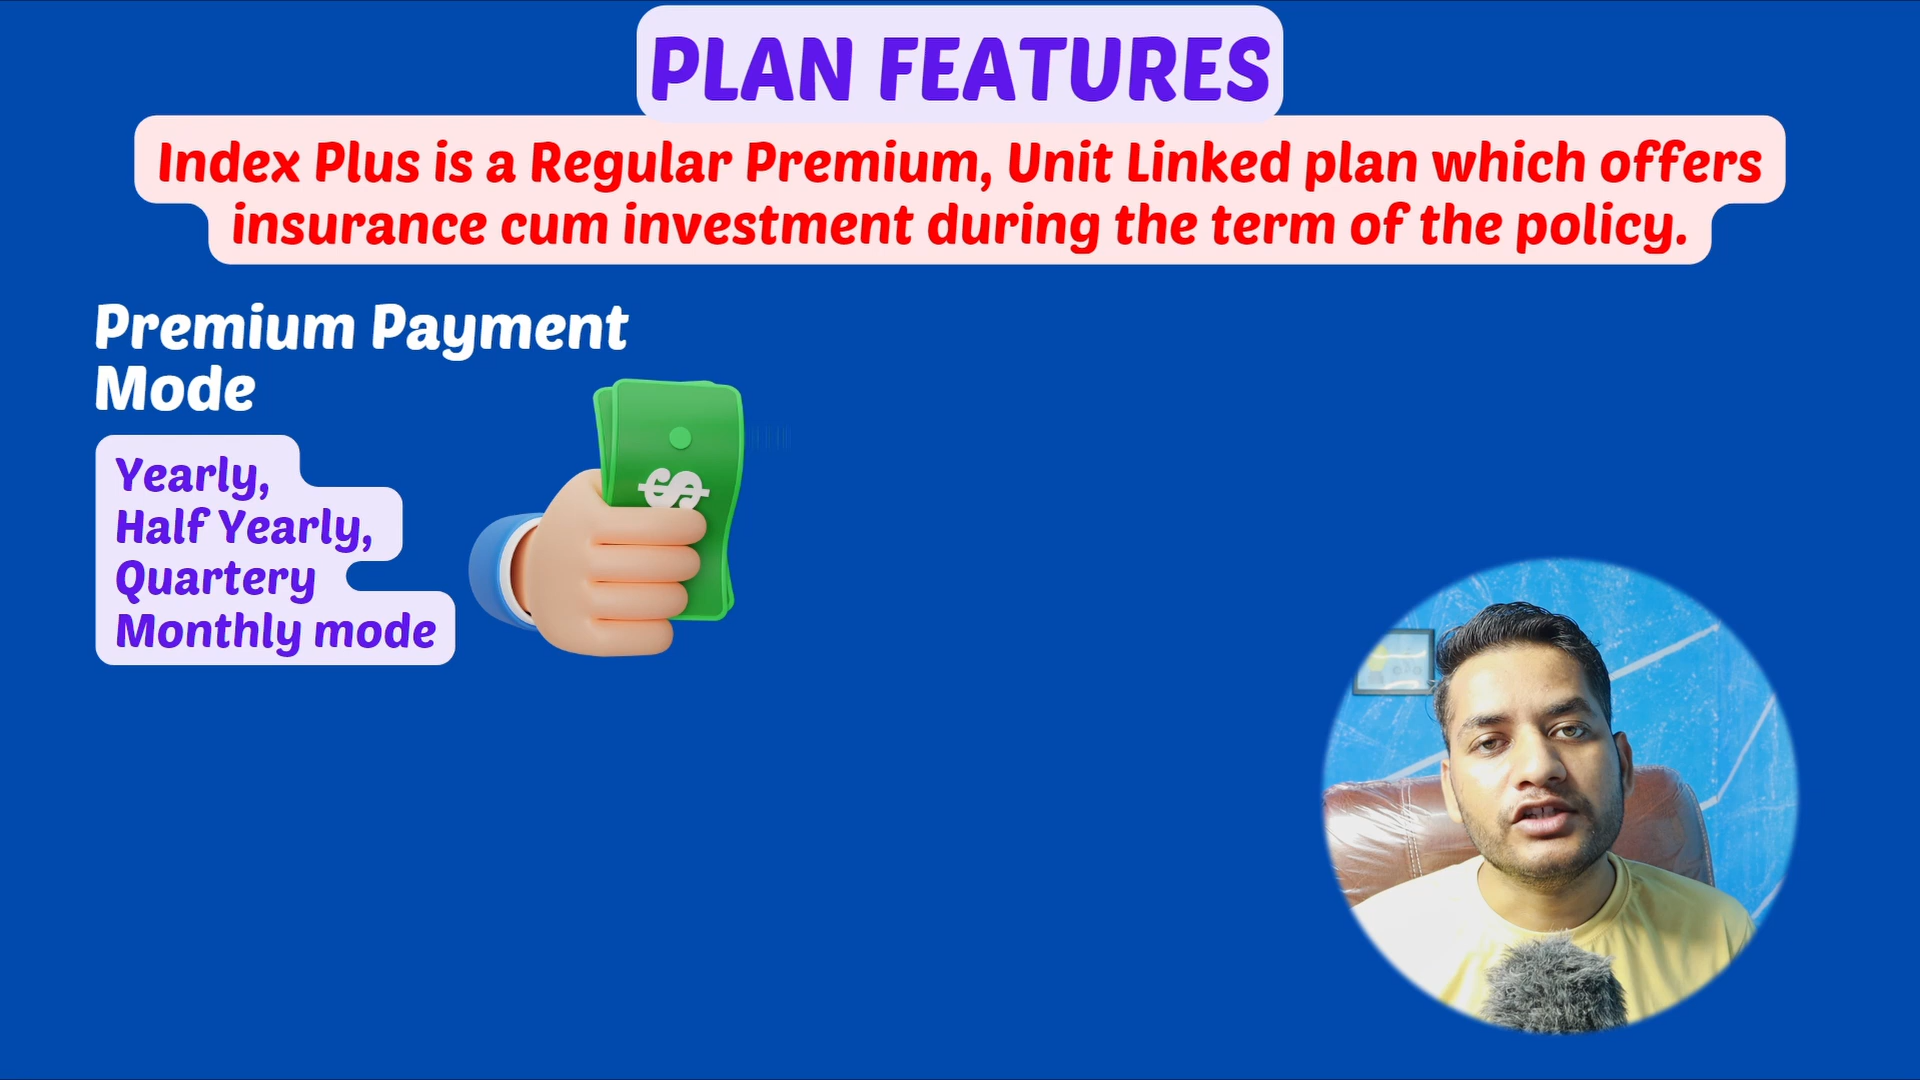 PLAN FEATURES
Index Plus is a Regular Premium, Unit Linked plan which offers
insurance cum investment during the term of the policy.
Premium Payment
Mode
Yearly,
Half Yearly,
Quartery
Monthly mode
$